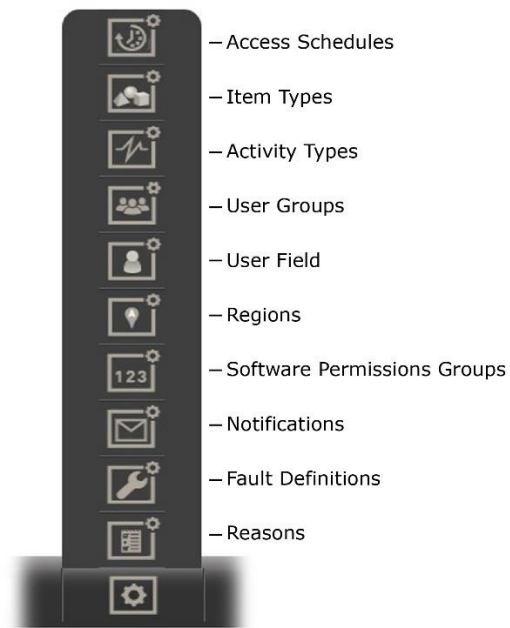 Access Schedules
Item Types
Activity Types
User Groups
User Field
Regions
123 Software Permissions Groups
Notifications
Fault Definitions
Reasons